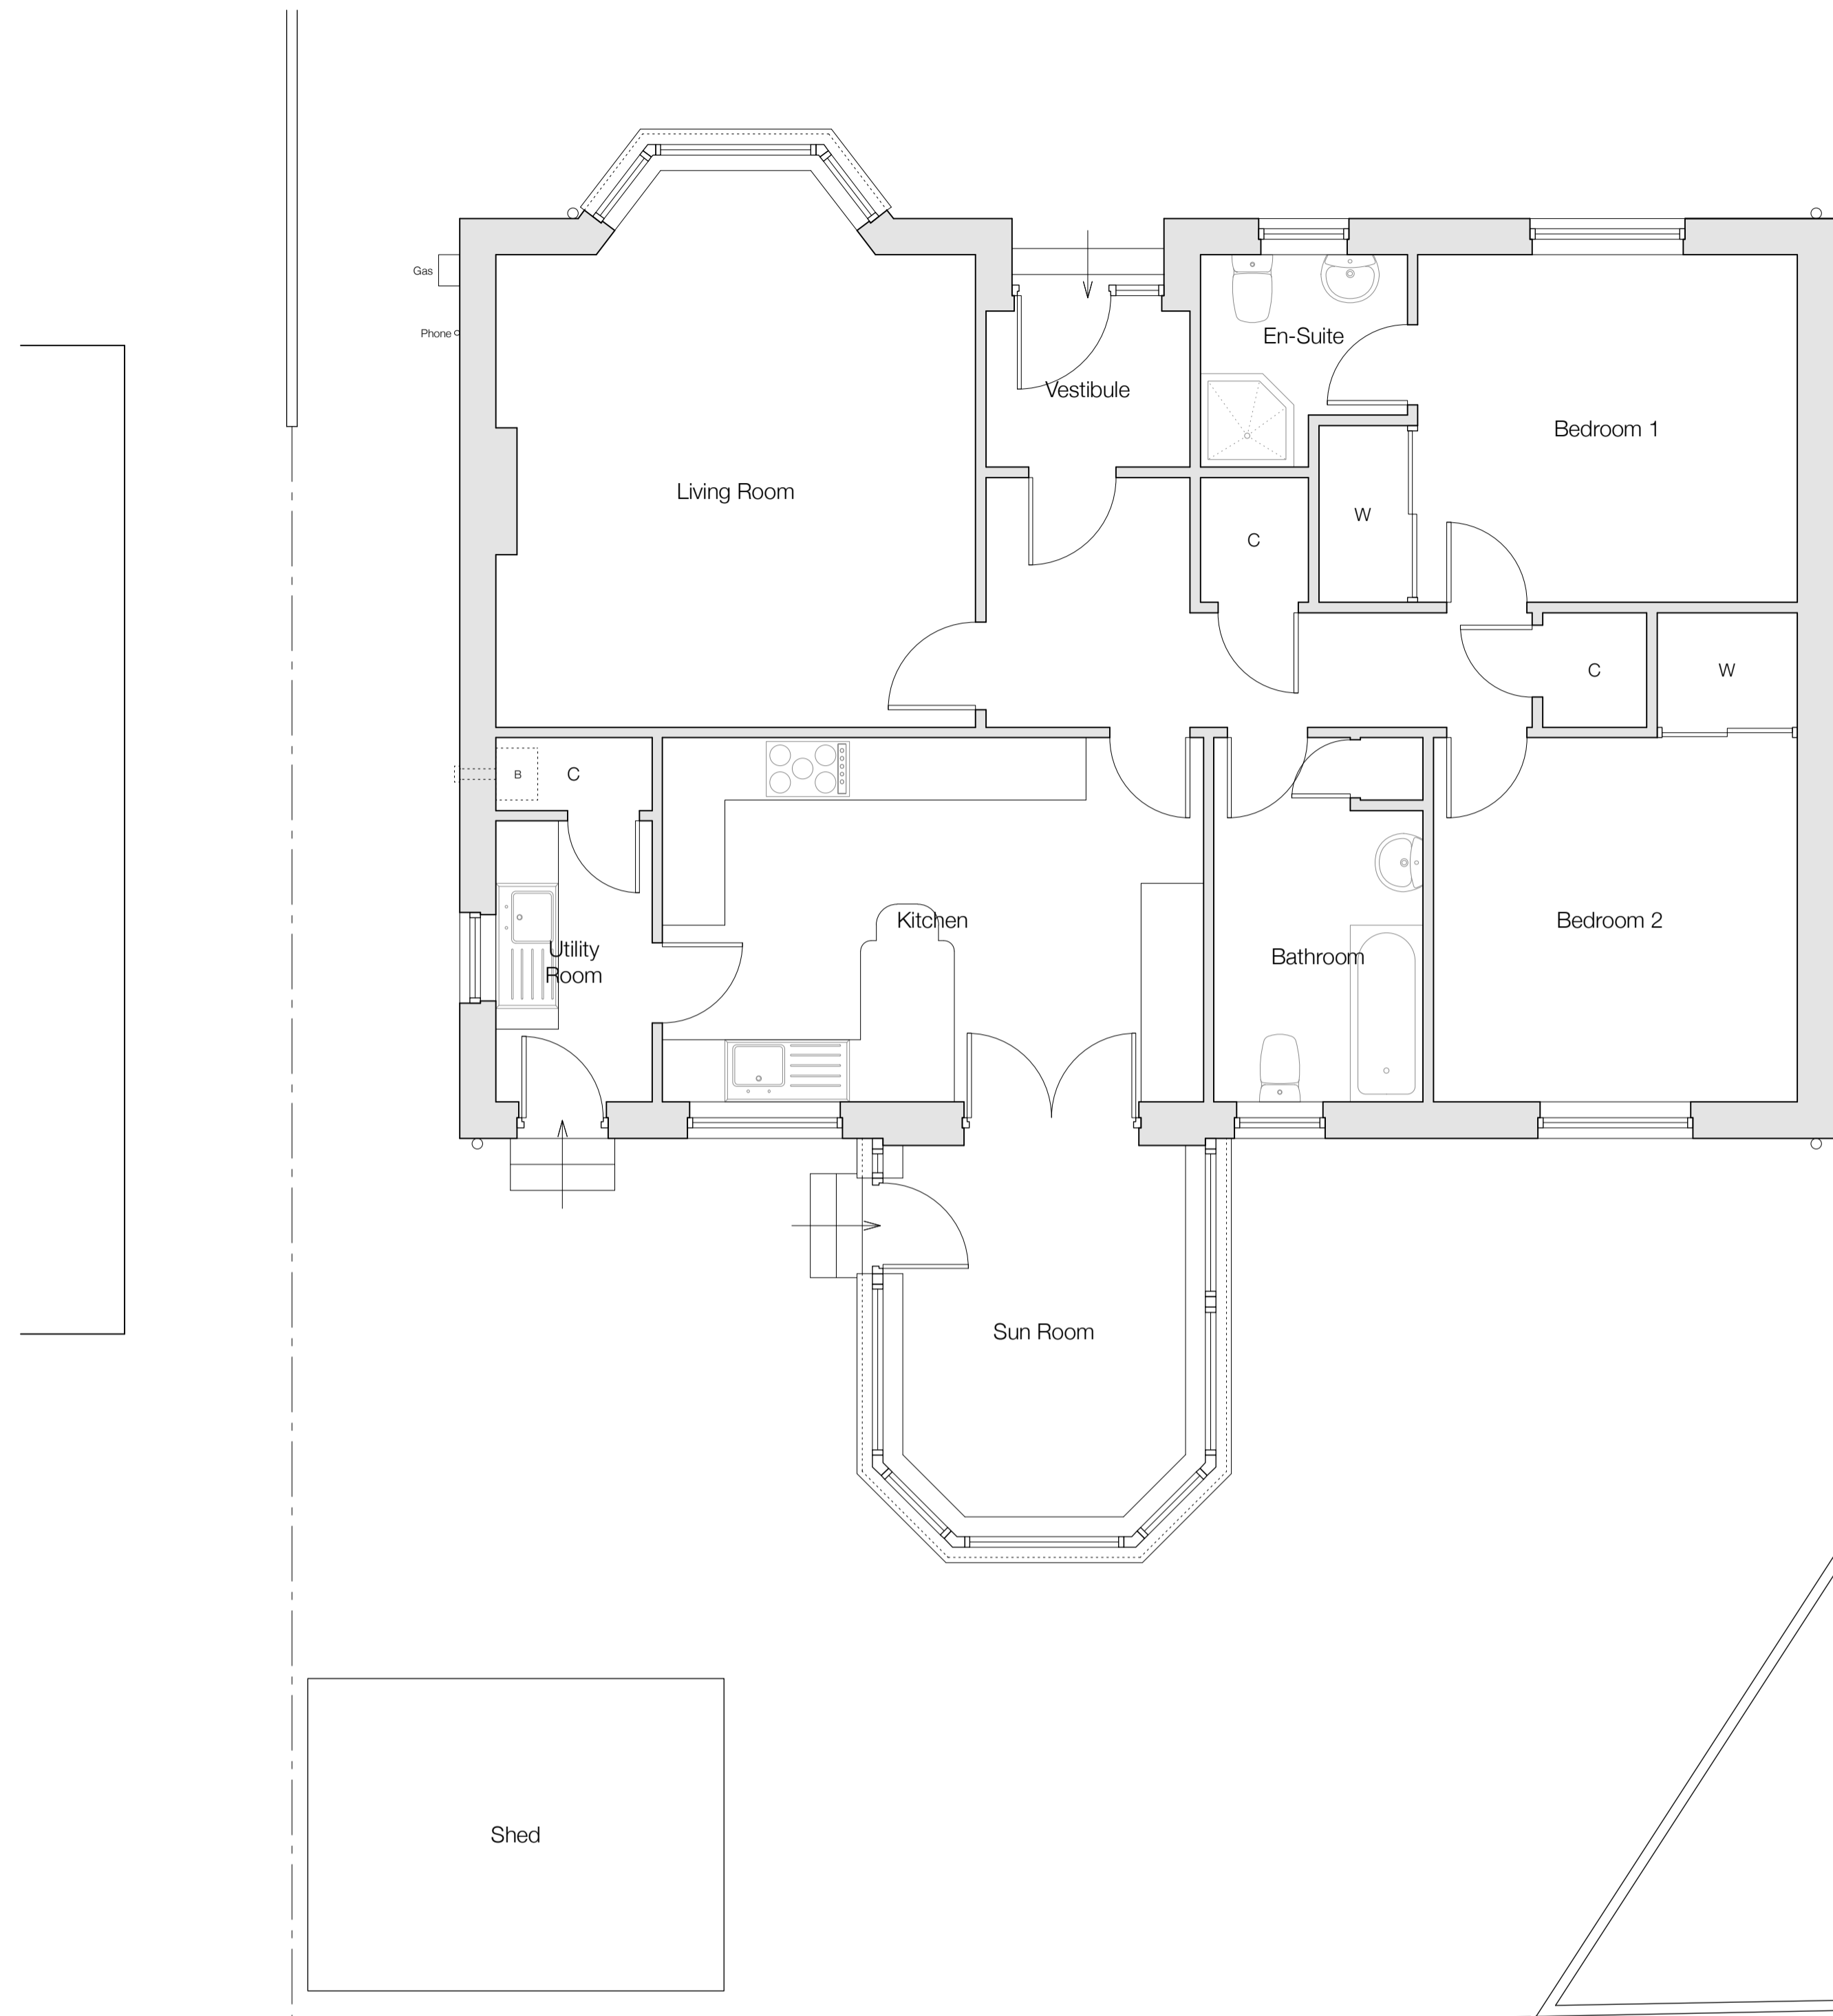 Gas
Phone
En-Suite
Vestibule
Bedroom 1
Living Room
W
C
C
W
B
C
Kitchen
Bedroom 2
Utility
Room
Bathroom
Sun Room
Shed